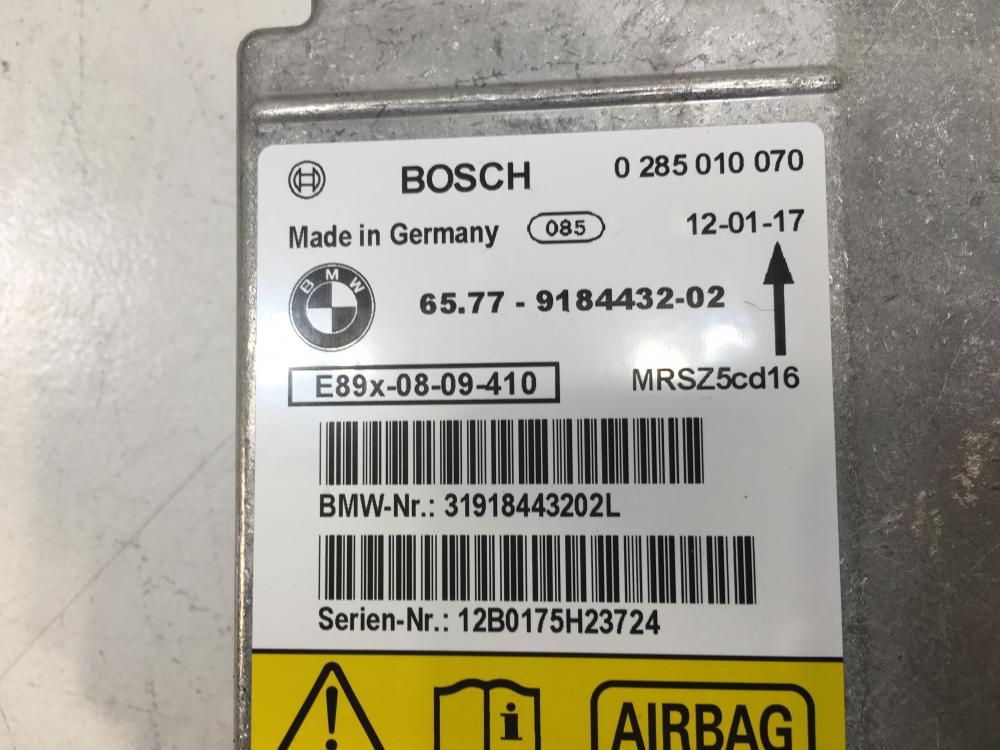 BOSCH 0 285 010 070
Made in Germany 085 12-01-17
BMW
65.77 - 9184432-02
E89x-08-09-410 MRSZ5cd16
BMW-Nr.: 31918443202L
Serien-Nr.: 12B0175H23724
i AIRBAG